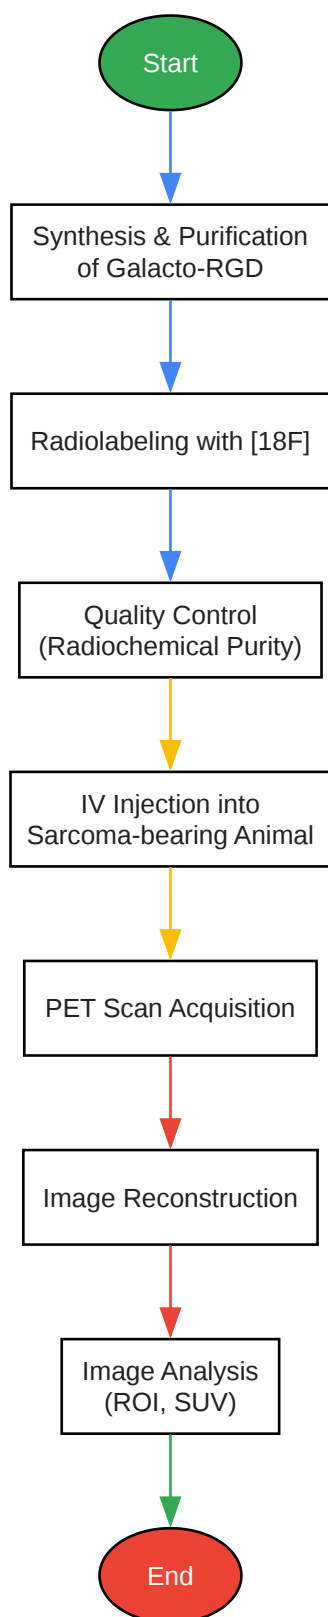 Start
Synthesis & Purification
of Galacto-RGD
Radiolabeling with [18F]
Quality Control
(Radiochemical Purity)
IV Injection into
Sarcoma-bearing Animal
PET Scan Acquisition
Image Reconstruction
Image Analysis
(ROI, SUV)
End